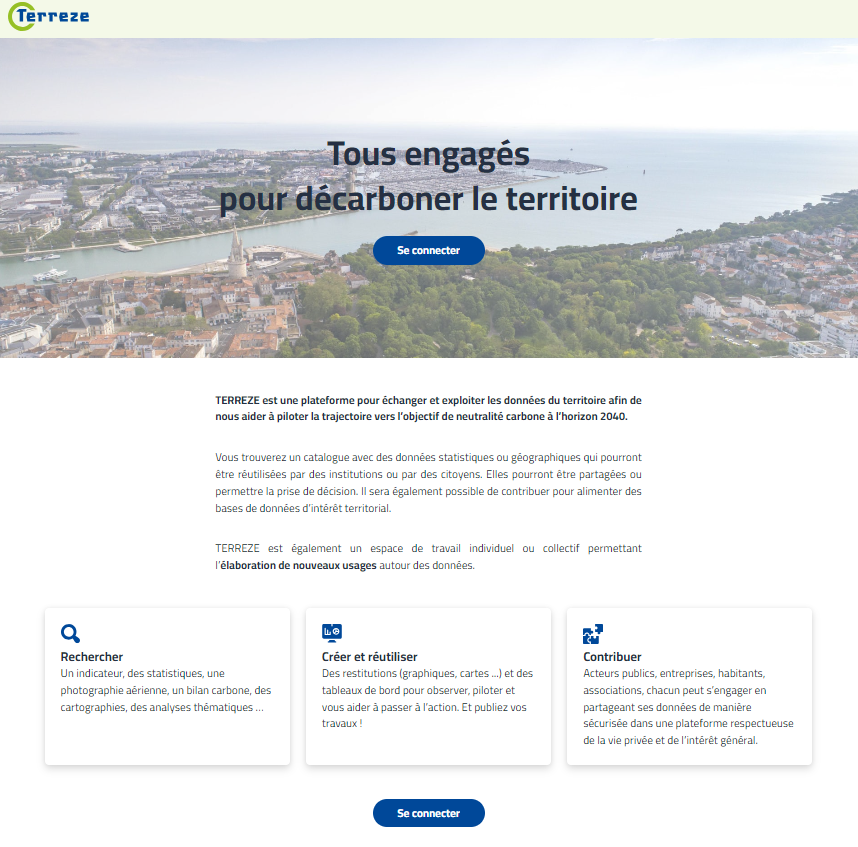 Terreze
Tous engagés
pour décarboner le territoire
Se connecter
TERREZE est une plateforme pour échanger et exploiter les données du territoire afin de
nous aider à piloter la trajectoire vers l'objectif de neutralité carbone à l'horizon 2040.
Vous trouverez un catalogue avec des données statistiques ou géographiques qui pourront
être réutilisées par des institutions ou par des citoyens. Elles pourront être partagées ou
permettre la prise de décision. Il sera également possible de contribuer pour alimenter des
bases de données d'intérêt territorial.
TERREZE est également un espace de travail individuel ou collectif permettant
l'élaboration de nouveaux usages autour des données.
Rechercher
Un indicateur, des statistiques, une
photographie aérienne, un bilan carbone, des
cartographies, des analyses thématiques ...
Créer et réutiliser
Des restitutions (graphiques, cartes ...) et des
tableaux de bord pour observer, piloter et
vous aider à passer à l'action. Et publiez vos
travaux !
Contribuer
Acteurs publics, entreprises, habitants,
associations, chacun peut s'engager en
partageant ses données de manière
sécurisée dans une plateforme respectueuse
de la vie privée et de l'intérêt général.
Se connecter